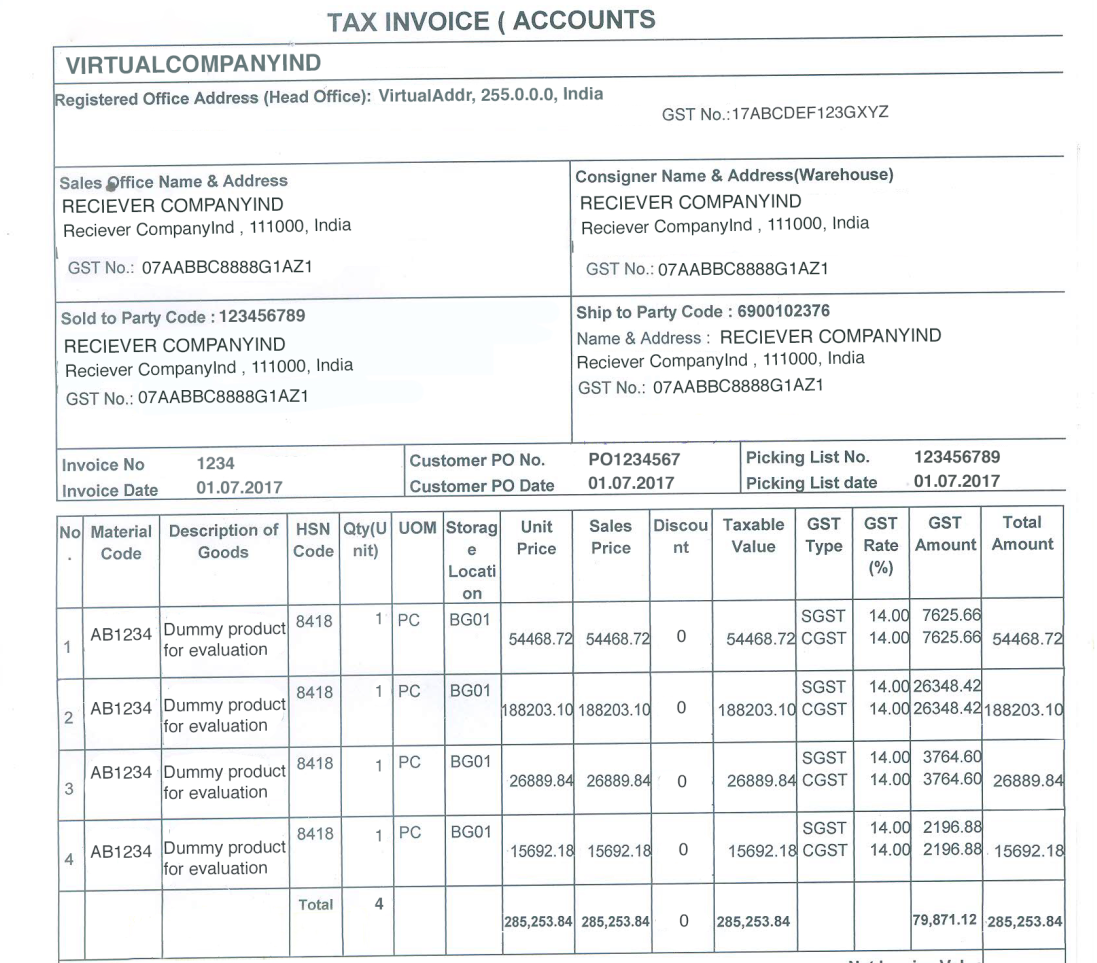 TAX INVOICE ( ACCOUNTS
VIRTUALCOMPANYIND
Registered Office Address (Head Office): VirtualAddr, 255.0.0.0, India
GST No.:17ABCDEF123GXYZ
Sales Office Name & Address
RECIEVER COMPANYIND
Reciever CompanyInd , 111000, India
GST No.: 07AABBC8888G1AZ1
Consigner Name & Address(Warehouse)
RECIEVER COMPANYIND
Reciever CompanyInd , 111000, India
GST No.: 07AABBC8888G1AZ1
Sold to Party Code : 123456789
RECIEVER COMPANYIND
Reciever CompanyInd , 111000, India
GST No.: 07AABBC8888G1AZ1
Ship to Party Code : 6900102376
Name & Address : RECIEVER COMPANYIND
Reciever CompanyInd , 111000, India
GST No.: 07AABBC8888G1AZ1
Invoice No 1234
Invoice Date 01.07.2017
Customer PO No. PO1234567
Customer PO Date 01.07.2017
Picking List No. 123456789
Picking List date 01.07.2017
No Material Description of HSN Qty(U UOM Storag Unit Sales Discou Taxable GST GST GST Total
. Code Goods Code nit) e Price Price nt Value Type Rate Amount Amount
Locati (%)
on
8418 1 PC BG01 SGST 14.00 7625.66
1 AB1234 Dummy product 54468.72 54468.72 0 54468.72 CGST 14.00 7625.66 54468.72
for evaluation
8418 1 PC BG01 SGST 14.00 26348.42
2 AB1234 Dummy product 188203.10 188203.10 0 188203.10 CGST 14.00 26348.42 188203.10
for evaluation
8418 1 PC BG01 SGST 14.00 3764.60
3 AB1234 Dummy product 26889.84 26889.84 0 26889.84 CGST 14.00 3764.60 26889.84
for evaluation
8418 1 PC BG01 SGST 14.00 2196.88
4 AB1234 Dummy product 15692.18 15692.18 0 15692.18 CGST 14.00 2196.88 15692.18
for evaluation
Total 4
285,253.84 285,253.84 0 285,253.84 79,871.12 285,253.84